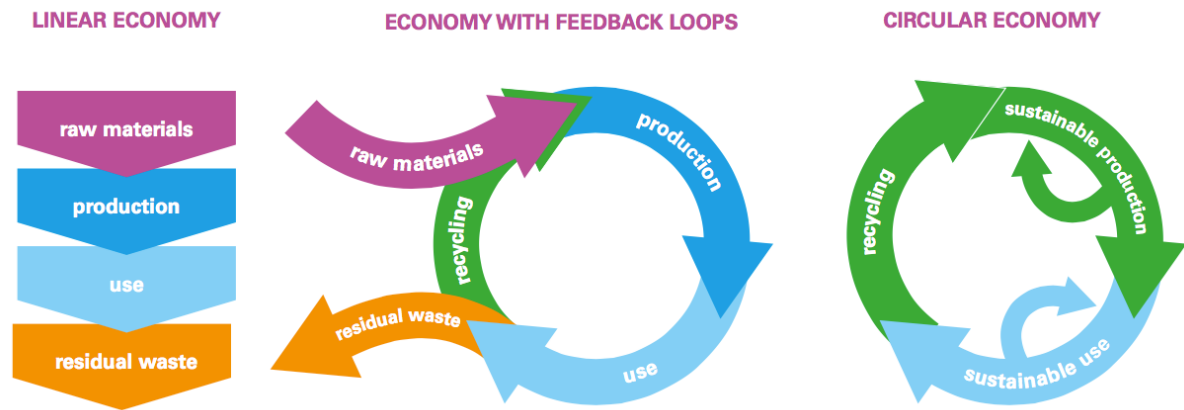 LINEAR ECONOMY
raw materials
production
use
residual waste
ECONOMY WITH FEEDBACK LOOPS
raw materials
production
recycling
residual waste
use
CIRCULAR ECONOMY
sustainable production
recycling
sustainable use